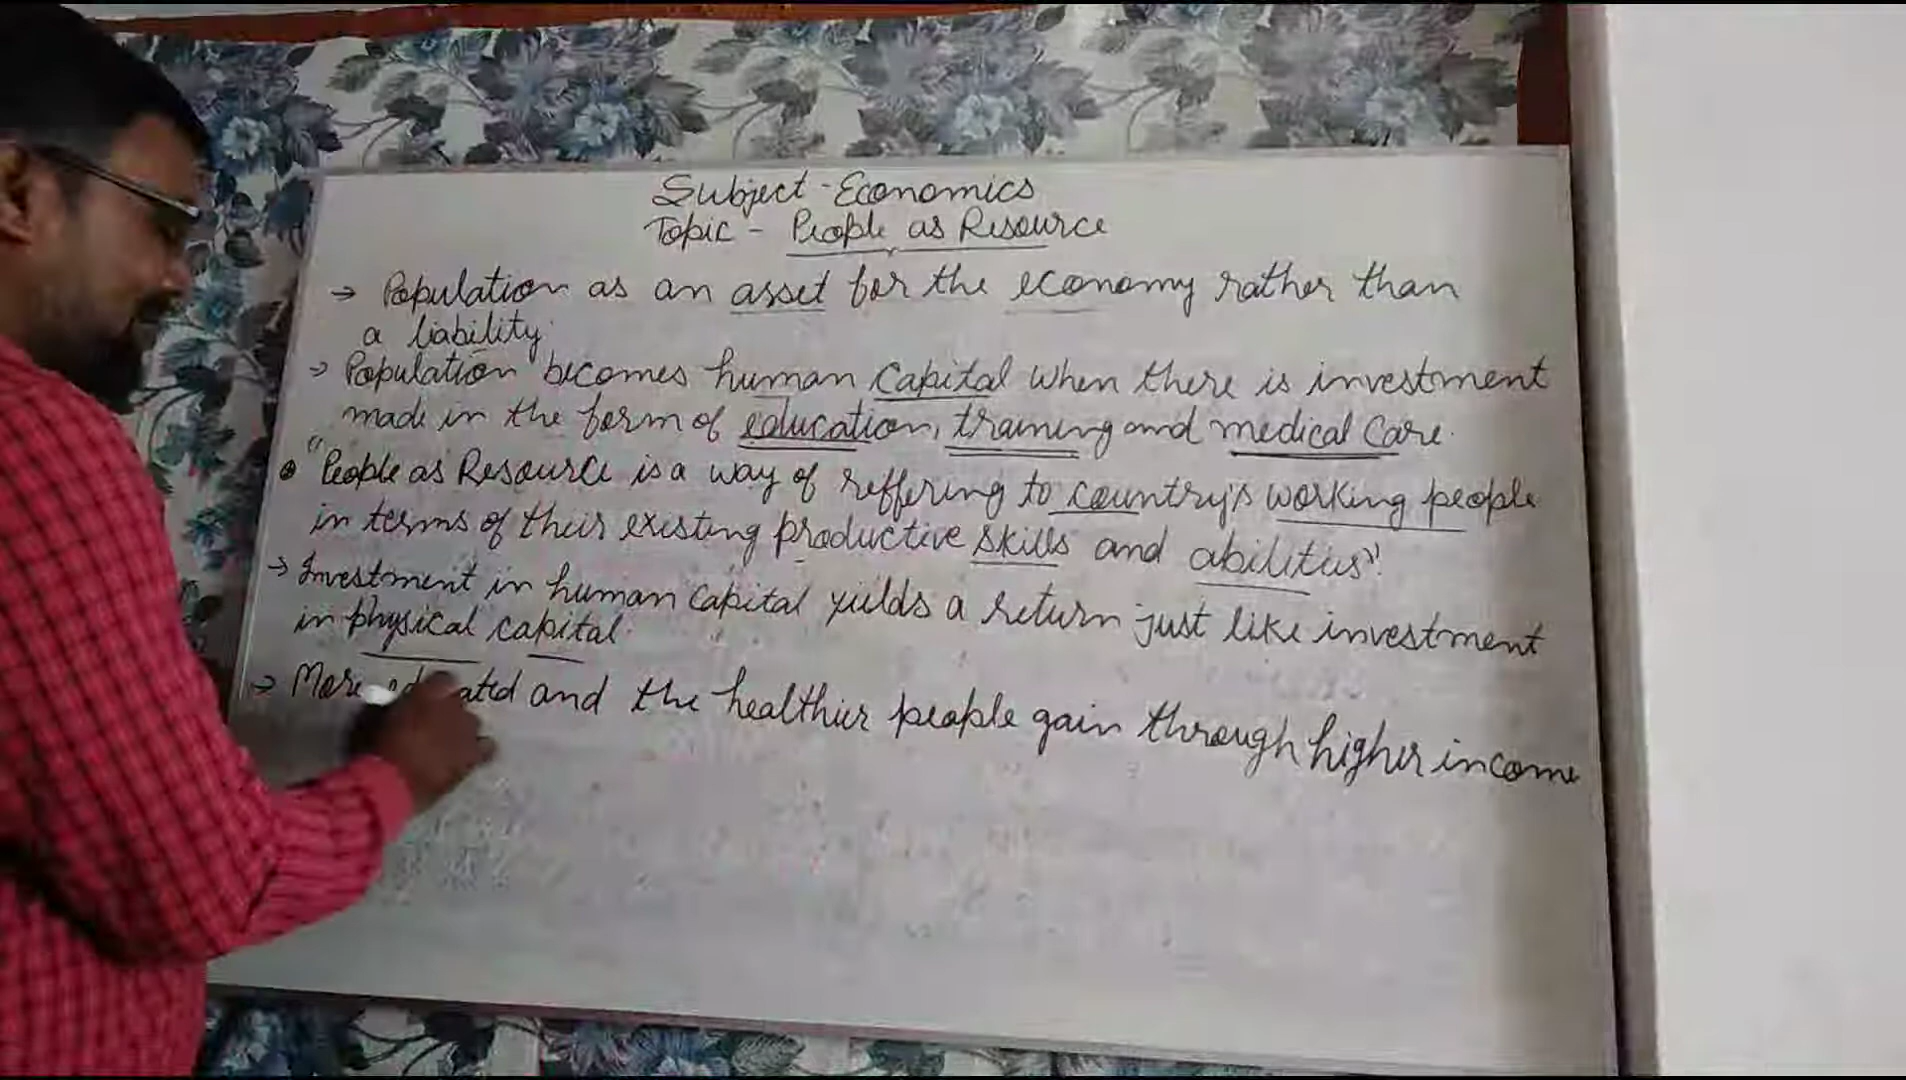 Subject - Economics
Topic - People as Resource
→ Population as an asset for the economy rather than
a liability.
→ Population becomes human capital when there is investment
made in the form of education, training and medical care.
• "People as Resource is a way of reffering to country's working people
in terms of their existing productive skills and abilities".
→ Investment in human capital yields a return just like investment
in physical capital.
→ More educated and the healthier people gain through higher income